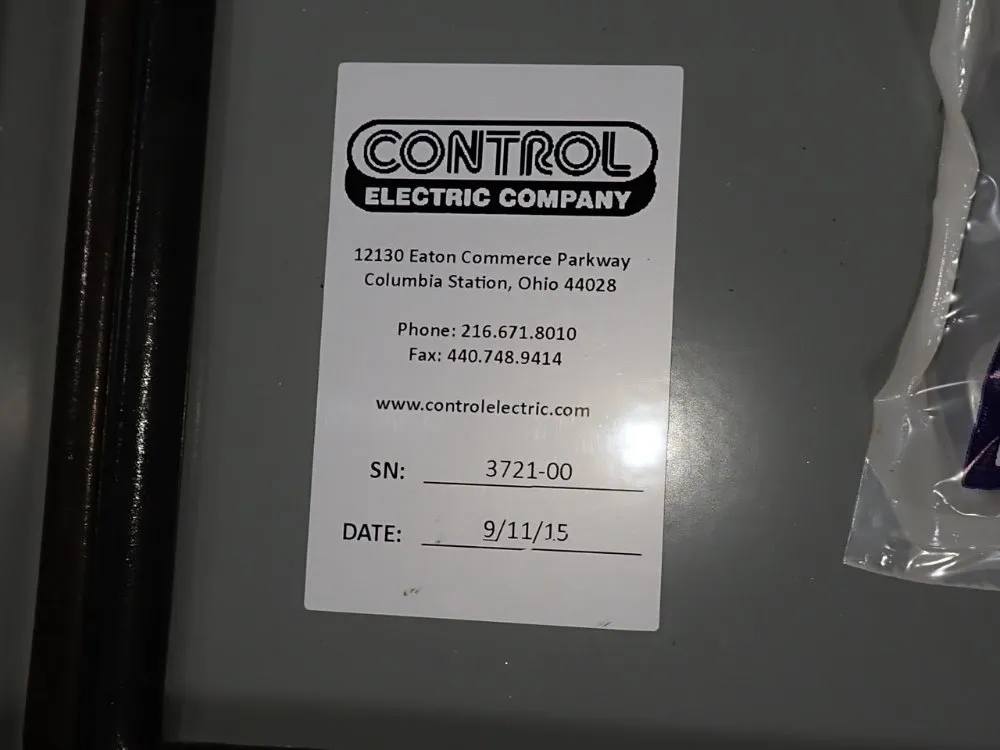 CONTROL
ELECTRIC COMPANY
12130 Eaton Commerce Parkway
Columbia Station, Ohio 44028
Phone: 216.671.8010
Fax: 440.748.9414
www.controlelectric.com
SN: 3721-00
DATE: 9/11/15